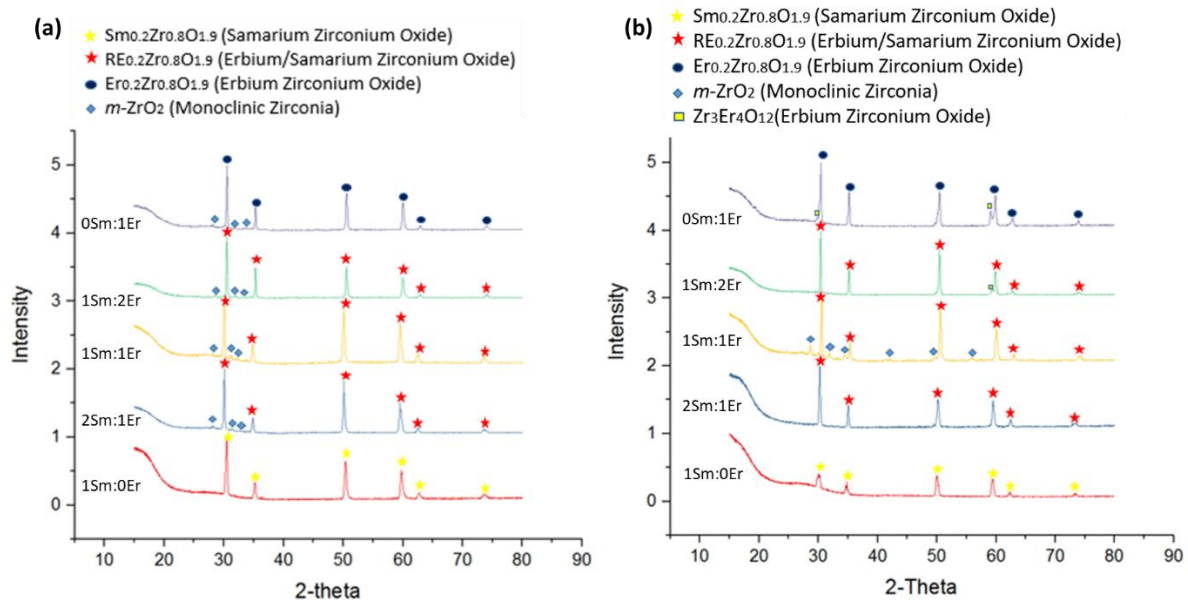 (a)
Sm0.2Zr0.8O1.9 (Samarium Zirconium Oxide)
RE0.2Zr0.8O1.9 (Erbium/Samarium Zirconium Oxide)
Er0.2Zr0.8O1.9 (Erbium Zirconium Oxide)
m-ZrO2 (Monoclinic Zirconia)
Intensity
5
4
3
2
1
0
0Sm:1Er
1Sm:2Er
1Sm:1Er
2Sm:1Er
1Sm:0Er
10 20 30 40 50 60 70 80 90
2-theta
(b)
Sm0.2Zr0.8O1.9 (Samarium Zirconium Oxide)
RE0.2Zr0.8O1.9 (Erbium/Samarium Zirconium Oxide)
Er0.2Zr0.8O1.9 (Erbium Zirconium Oxide)
m-ZrO2 (Monoclinic Zirconia)
Zr3Er4O12(Erbium Zirconium Oxide)
Intensity
5
4
3
2
1
0
0Sm:1Er
1Sm:2Er
1Sm:1Er
2Sm:1Er
1Sm:0Er
10 20 30 40 50 60 70 80 90
2-Theta